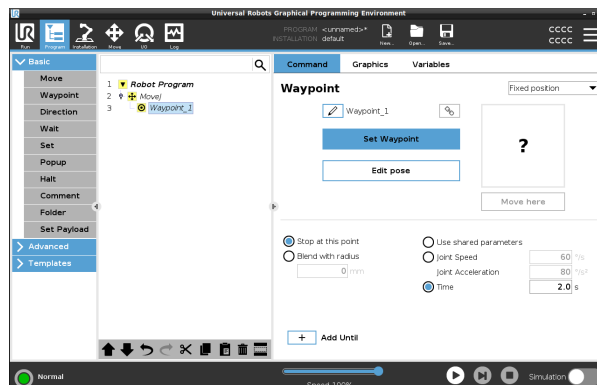 Universal Robots Graphical Programming Environment
Run Program Installation Move I/O Log
PROGRAM <unnamed>*
INSTALLATION default
New... Open... Save...
CCCC
CCCC
Basic
Move
Waypoint
Direction
Wait
Set
Popup
Halt
Comment
Folder
Set Payload
Advanced
Templates
1 Robot Program
2 MoveJ
3 Waypoint_1
Command Graphics Variables
Waypoint
Fixed position
Waypoint_1
Set Waypoint
Edit pose
?
Move here
Stop at this point
Blend with radius
0 mm
Use shared parameters
Joint Speed 60 °/s
Joint Acceleration 80 °/s²
Time 2.0 s
+ Add Until
Normal
Speed 100%
Simulation